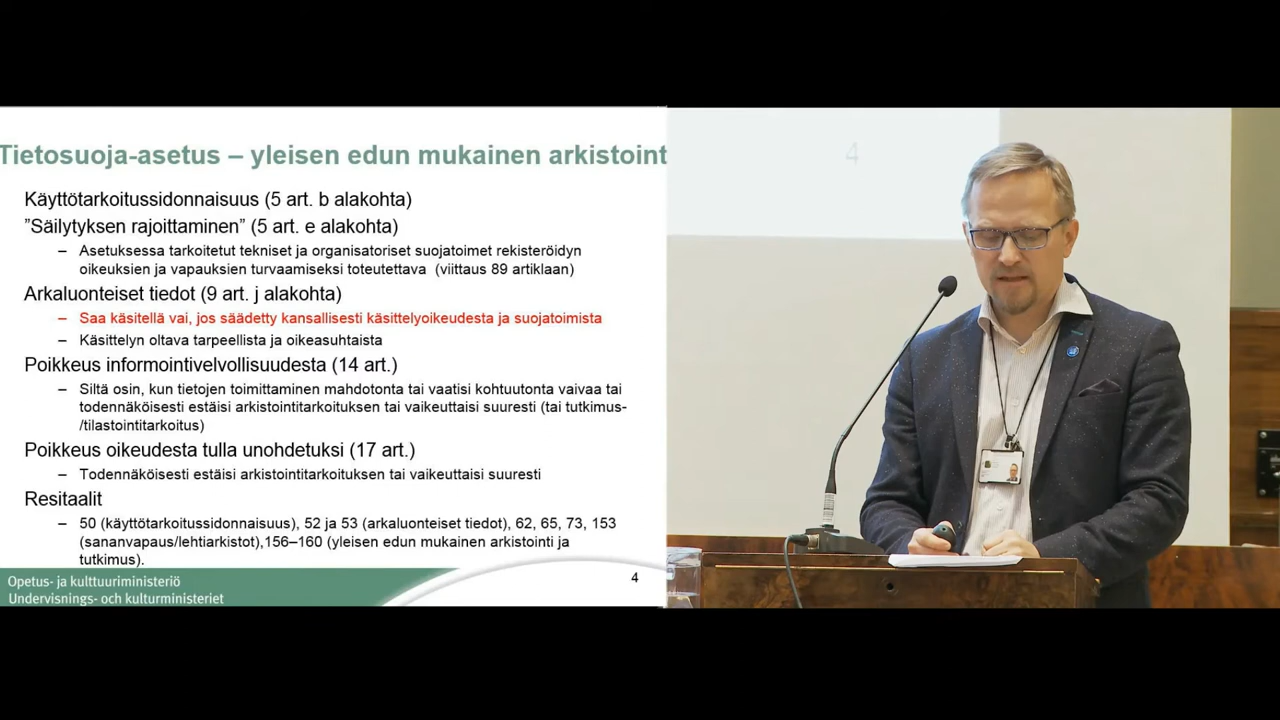 Tietosuoja-asetus – yleisen edun mukainen arkistoint
Käyttötarkoitussidonnaisuus (5 art. b alakohta)
”Säilytyksen rajoittaminen” (5 art. e alakohta)
– Asetuksessa tarkoitetut tekniset ja organisatoriset suojatoimet rekisteröidyn
oikeuksien ja vapauksien turvaamiseksi toteutettava (viittaus 89 artiklaan)
Arkaluonteiset tiedot (9 art. j alakohta)
– Saa käsitellä vai, jos säädetty kansallisesti käsittelyoikeudesta ja suojatoimista
– Käsittelyn oltava tarpeellista ja oikeasuhtaista
Poikkeus informointivelvollisuudesta (14 art.)
– Siltä osin, kun tietojen toimittaminen mahdotonta tai vaatisi kohtuutonta vaivaa tai
todennäköisesti estäisi arkistointitarkoituksen tai vaikeuttaisi suuresti (tai tutkimus-
/tilastointitarkoitus)
Poikkeus oikeudesta tulla unohdetuksi (17 art.)
– Todennäköisesti estäisi arkistointitarkoituksen tai vaikeuttaisi suuresti
Resitaalit
– 50 (käyttötarkoitussidonnaisuus), 52 ja 53 (arkaluonteiset tiedot), 62, 65, 73, 153
(sananvapaus/lehtiarkistot),156–160 (yleisen edun mukainen arkistointi ja
tutkimus).
Opetus- ja kulttuuriministeriö
Undervisnings- och kulturministeriet
4
4